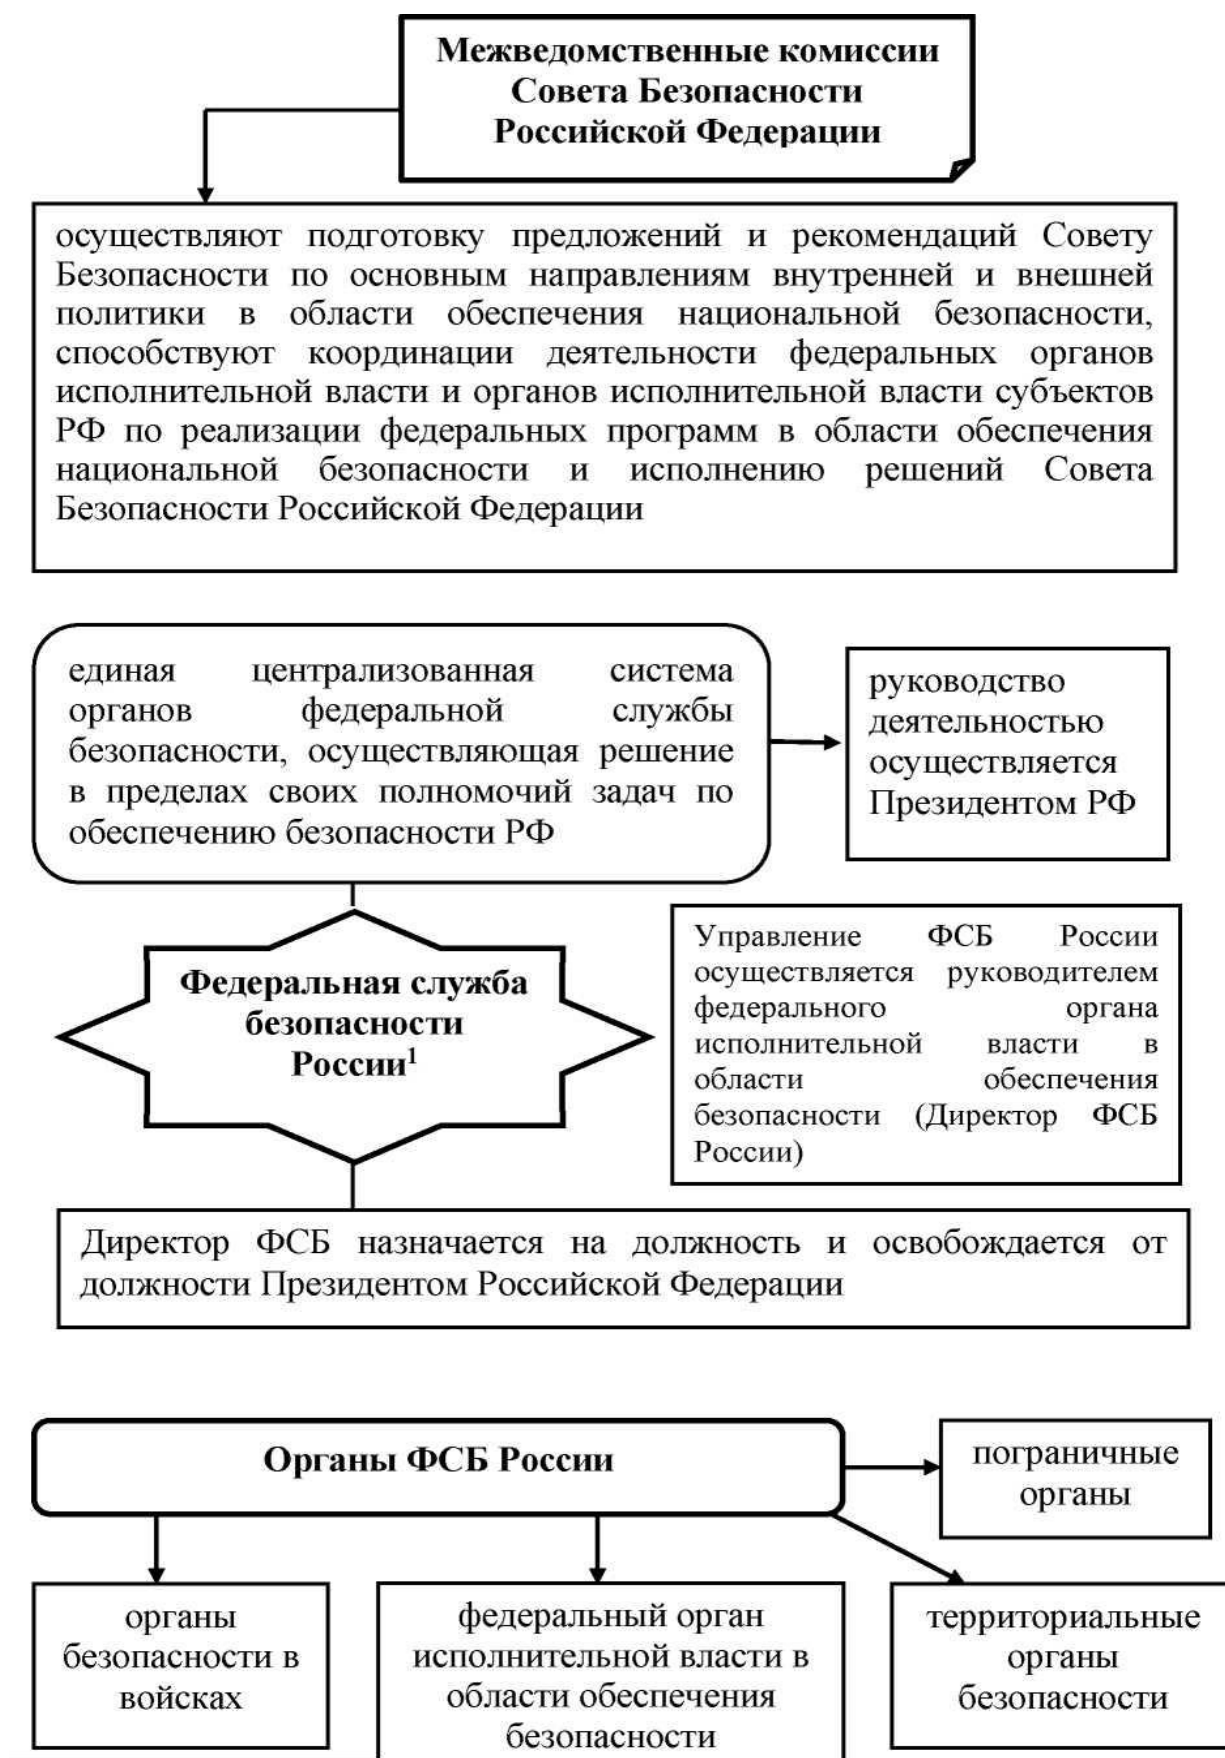 Межведомственные комиссии
Совета Безопасности
Российской Федерации
осуществляют подготовку предложений и рекомендаций Совету
Безопасности по основным направлениям внутренней и внешней
политики в области обеспечения национальной безопасности,
способствуют координации деятельности федеральных органов
исполнительной власти и органов исполнительной власти субъектов
РФ по реализации федеральных программ в области обеспечения
национальной безопасности и исполнению решений Совета
Безопасности Российской Федерации
единая централизованная система
органов федеральной службы
безопасности, осуществляющая решение
в пределах своих полномочий задач по
обеспечению безопасности РФ
руководство
деятельностью
осуществляется
Президентом РФ
Федеральная служба
безопасности
России¹
Управление ФСБ России
осуществляется руководителем
федерального органа
исполнительной власти в
области обеспечения
безопасности (Директор ФСБ
России)
Директор ФСБ назначается на должность и освобождается от
должности Президентом Российской Федерации
Органы ФСБ России
пограничные
органы
органы
безопасности в
войсках
федеральный орган
исполнительной власти в
области обеспечения
безопасности
территориальные
органы
безопасности